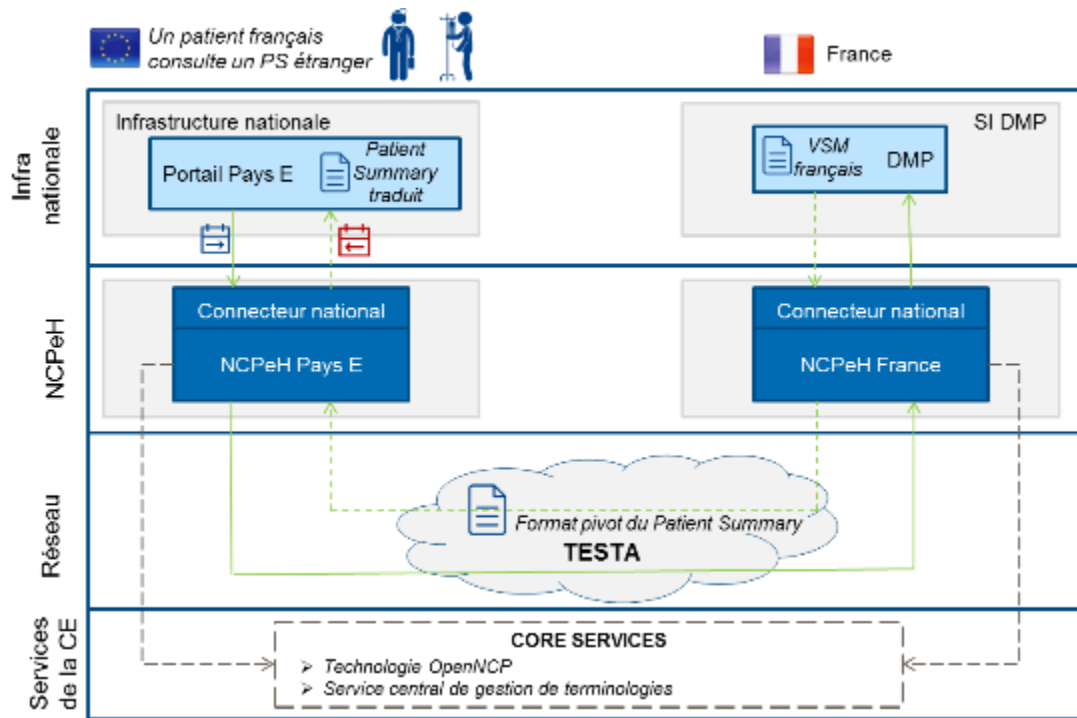 Un patient français
consulte un PS étranger
France
Infra
nationale
Infrastructure nationale
Portail Pays E
Patient
Summary
traduit
SI DMP
VSM
français
DMP
NCPeH
Connecteur national
NCPeH Pays E
Connecteur national
NCPeH France
Réseau
Format pivot du Patient Summary
TESTA
Services
de la CE
CORE SERVICES
➢ Technologie OpenNCP
➢ Service central de gestion de terminologies